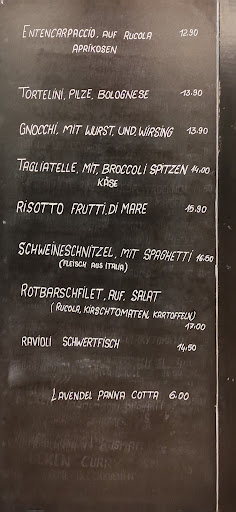 ENTENCARPACCIO, AUF RUCOLA 12.90
APRIKOSEN
TORTELINI, PILZE, BOLOGNESE 13.90
GNOCCHI, MIT WURST, UND, WIRSING 13.90
TAGLIATELLE, MIT, BROCCOLI SPITZEN 14.00
KÄSE
RISOTTO FRUTTI, DI MARE 15.90
SCHWEINESCHNITZEL, MIT SPAGHETTI 16.50
(FLEISCH AUS ITALIA)
ROTBARSCHFILET, AUF, SALAT
(RUCOLA, KIRSCHTOMATEN, KARTOFFELN)
17.00
RAVIOLI SCHWERTFISCH 14,50
LAVENDEL PANNA COTTA 6.00